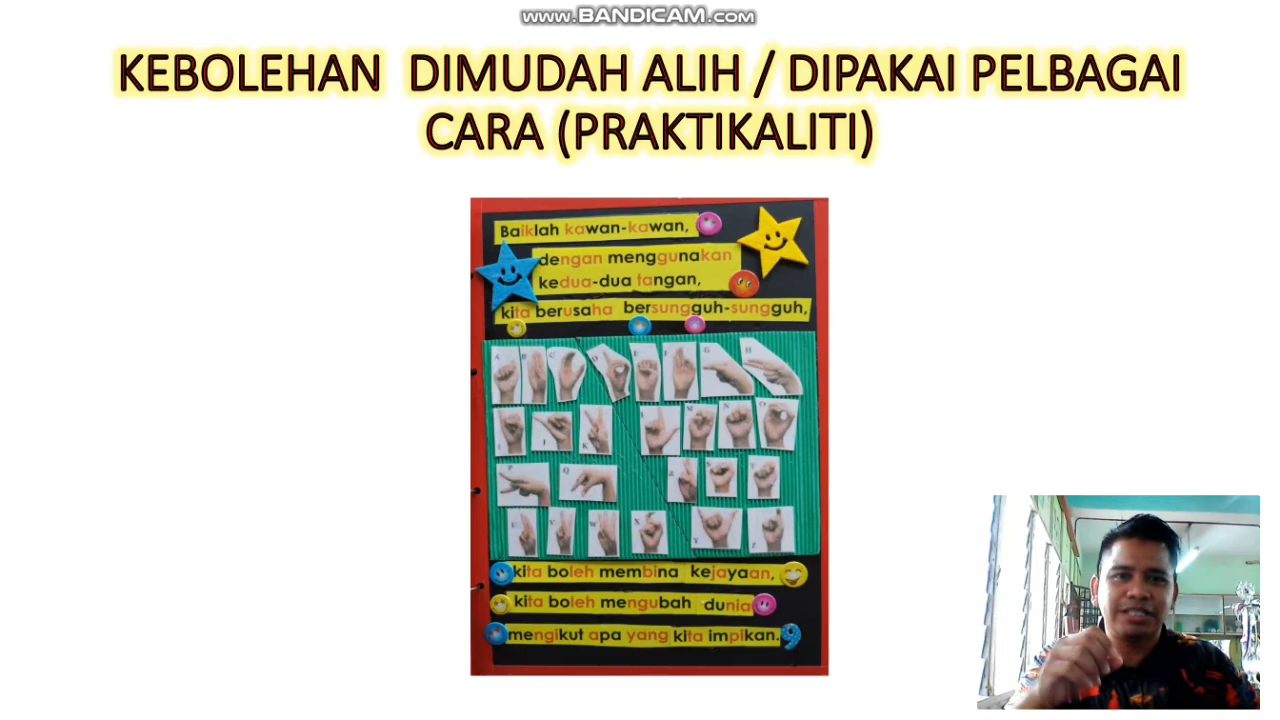 www.BANDICAM.com
KEBOLEHAN DIMUDAH ALIH / DIPAKAI PELBAGAI
CARA (PRAKTIKALITI)
Baiklah kawan-kawan,
dengan menggunakan
kedua-dua tangan,
kita berusaha bersungguh-sungguh,
A B C D E F G H
J K L M N O
P Q R S T
U V W X Y Z
kita boleh membina kejayaan,
kita boleh mengubah dunia
mengikut apa yang kita impikan.
9